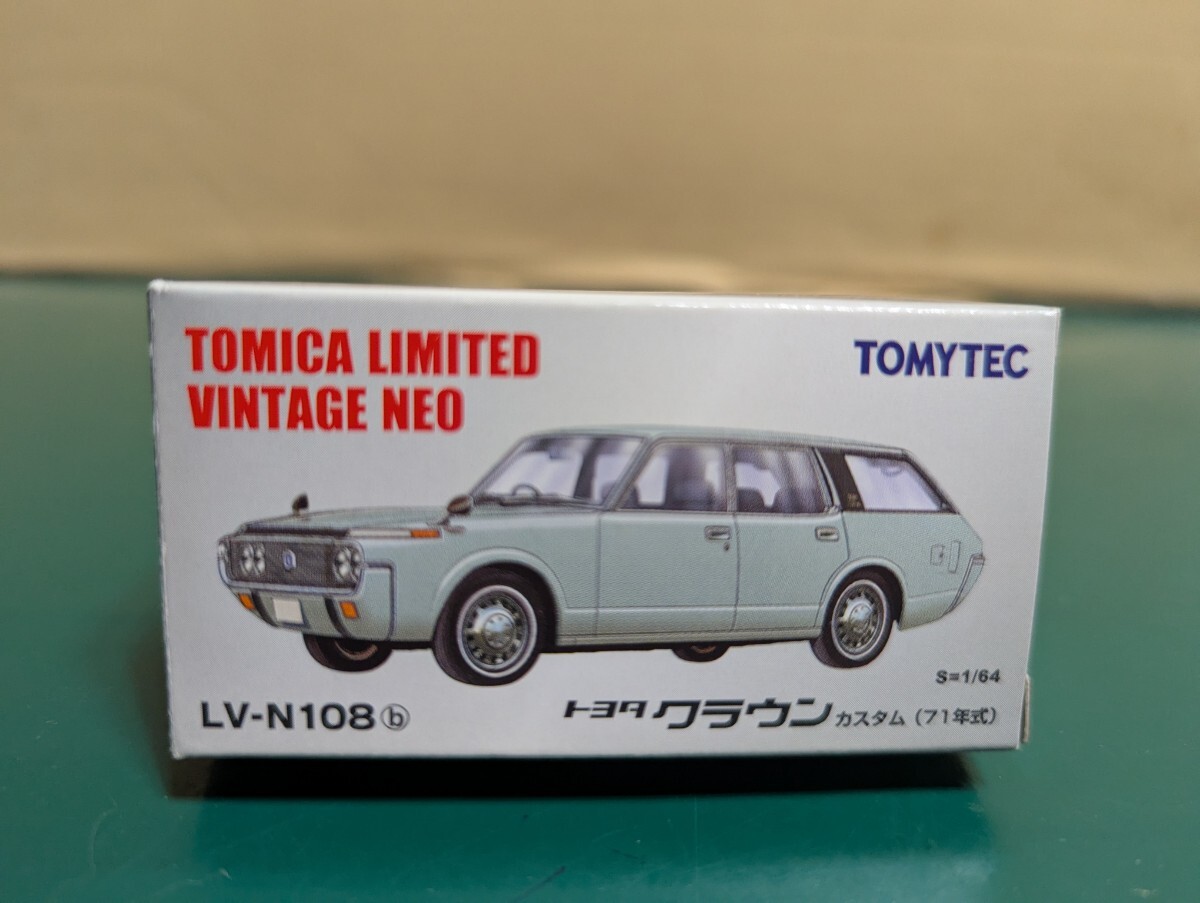 TOMICA LIMITED
VINTAGE NEO
TOMYTEC
S=1/64
LV-N108 ⓑ
トヨタ クラウン カスタム (71年式)